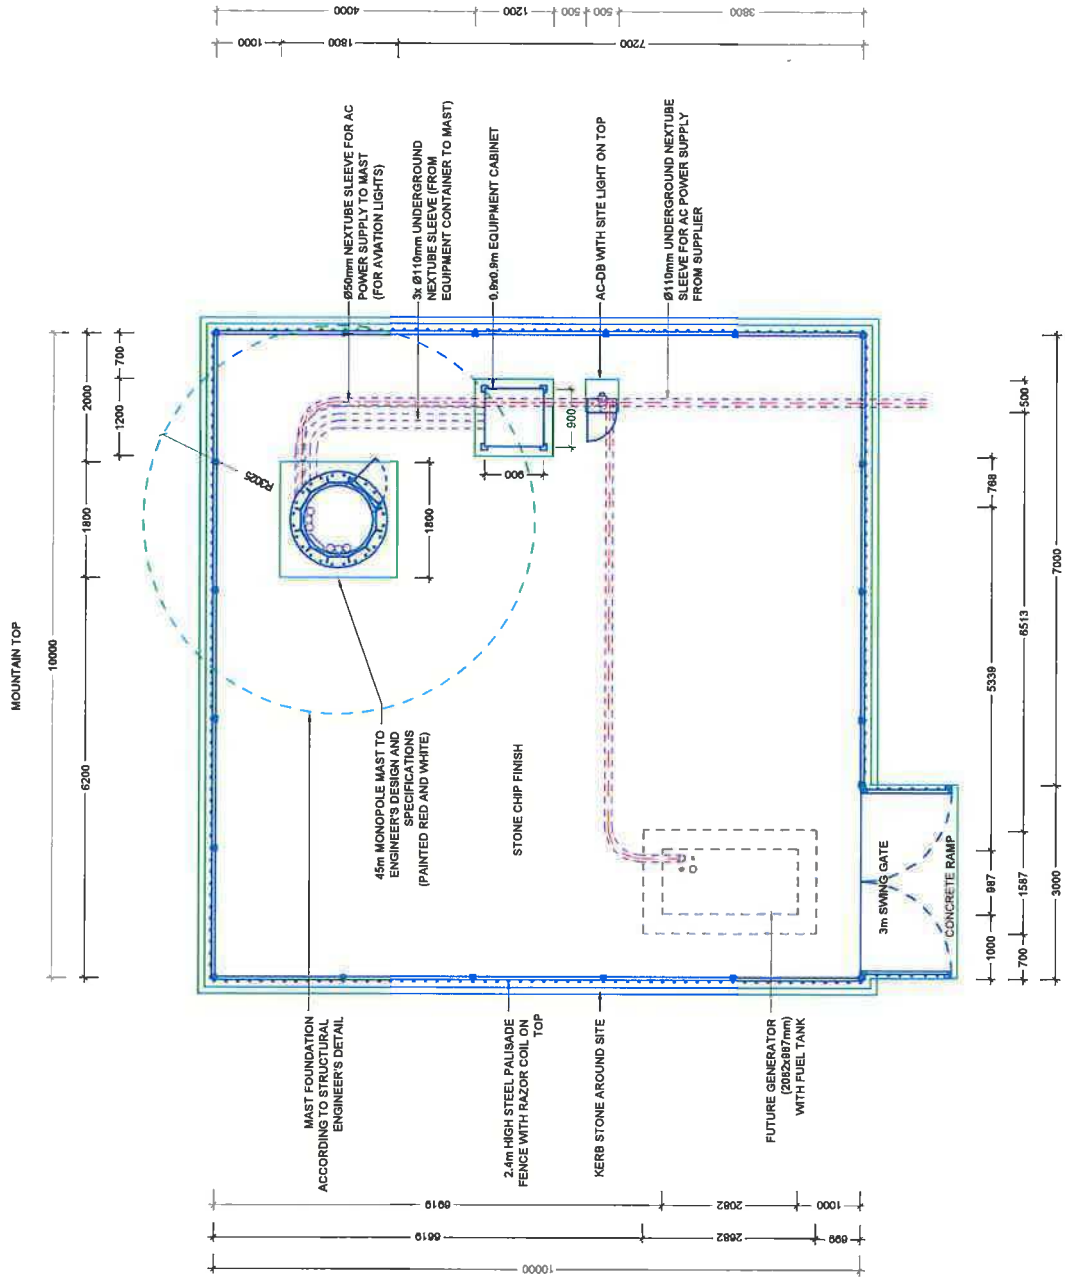 MOUNTAIN TOP
10000
6200
1800
2000
1200
700
4000
1200
500
500
3800
1000
1800
7200
Ø50mm NEXTUBE SLEEVE FOR AC
POWER SUPPLY TO MAST
(FOR AVIATION LIGHTS)
3x Ø110mm UNDERGROUND
NEXTUBE SLEEVE (FROM
EQUIPMENT CONTAINER TO MAST)
0.9x0.9m EQUIPMENT CABINET
AC-DB WITH SITE LIGHT ON TOP
Ø110mm UNDERGROUND NEXTUBE
SLEEVE FOR AC POWER SUPPLY
FROM SUPPLIER
R3025
1800
900
900
45m MONOPOLE MAST TO
ENGINEER'S DESIGN AND
SPECIFICATIONS
(PAINTED RED AND WHITE)
STONE CHIP FINISH
3m SWING GATE
CONCRETE RAMP
MAST FOUNDATION
ACCORDING TO STRUCTURAL
ENGINEER'S DETAIL
2.4m HIGH STEEL PALISADE
FENCE WITH RAZOR COIL ON
TOP
KERB STONE AROUND SITE
FUTURE GENERATOR
(2082x987mm)
WITH FUEL TANK
1000
987
5339
768
700
1587
6513
500
3000
7000
6919
2082
1000
6619
2682
699
10000